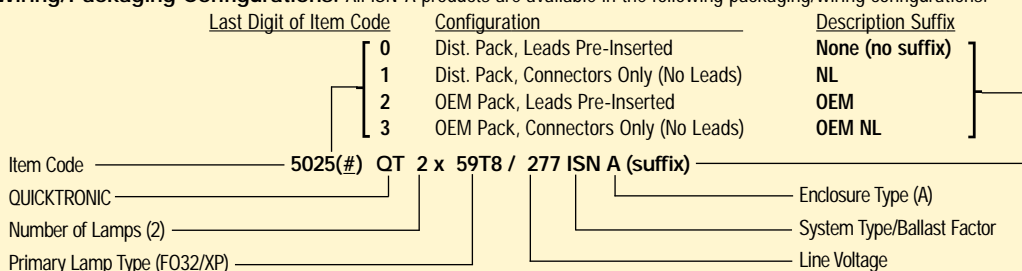 Wiring/Packaging Configurations: All ISN A products are available in the following packaging/wiring configurations:
Last Digit of Item Code Configuration Description Suffix
0 Dist. Pack, Leads Pre-Inserted None (no suffix)
1 Dist. Pack, Connectors Only (No Leads) NL
2 OEM Pack, Leads Pre-Inserted OEM
3 OEM Pack, Connectors Only (No Leads) OEM NL
Item Code 5025(#) QT 2 x 59T8 / 277 ISN A (suffix)
QUICKTRONIC Enclosure Type (A)
Number of Lamps (2) System Type/Ballast Factor
Primary Lamp Type (FO32/XP) Line Voltage